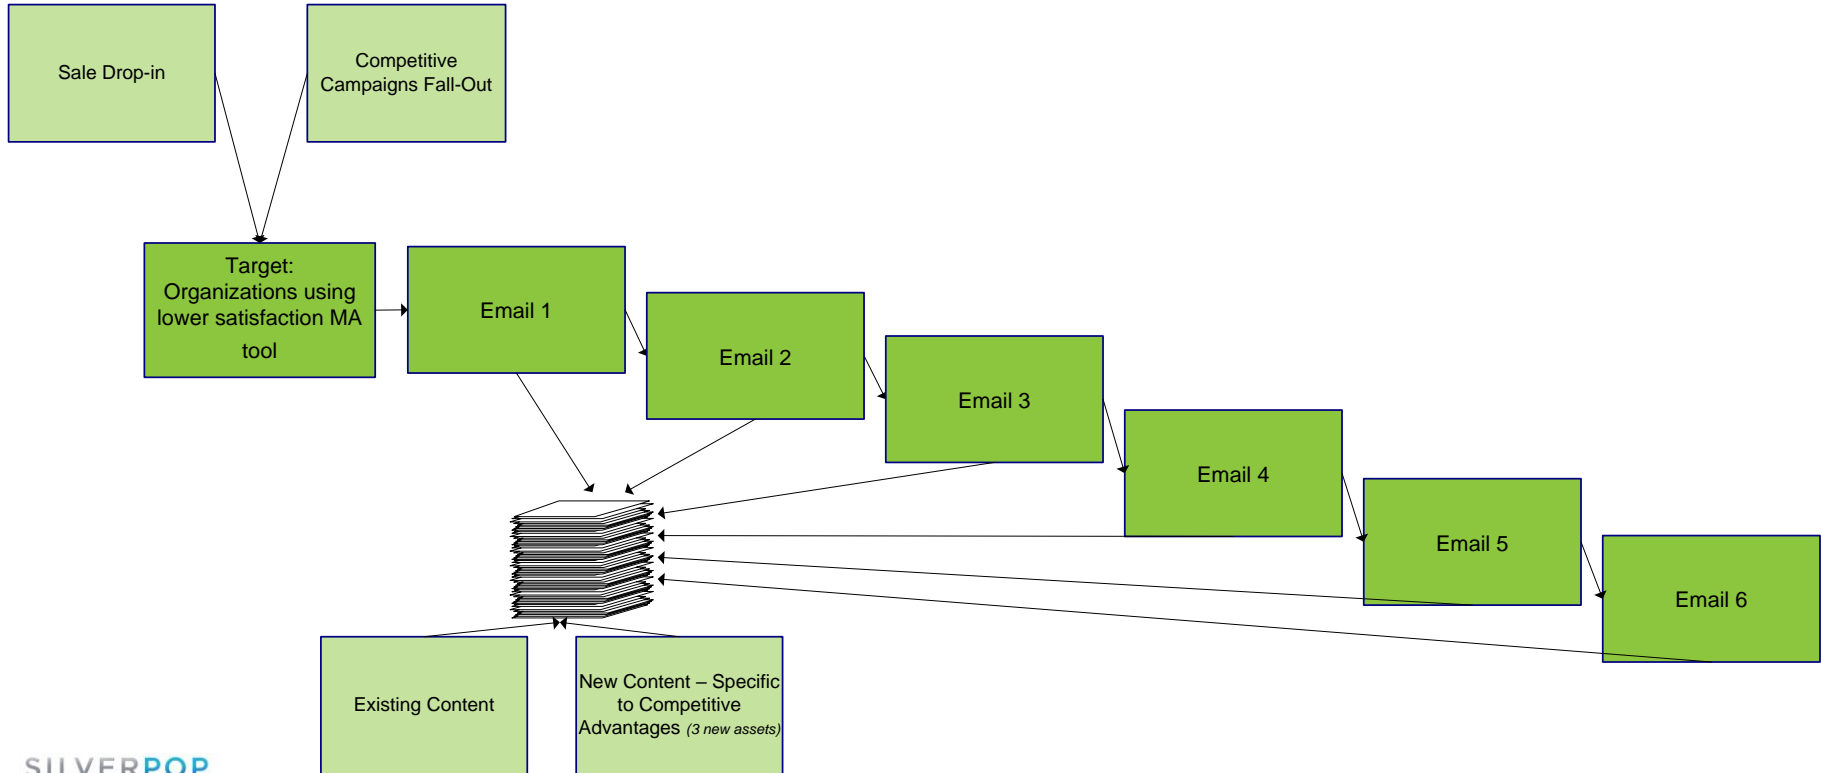 Sale Drop-in
Competitive
Campaigns Fall-Out
Target:
Organizations using
lower satisfaction MA
tool
Email 1
Email 2
Email 3
Email 4
Email 5
Email 6
Existing Content
New Content – Specific
to Competitive
Advantages (3 new assets)
SILVERPOP